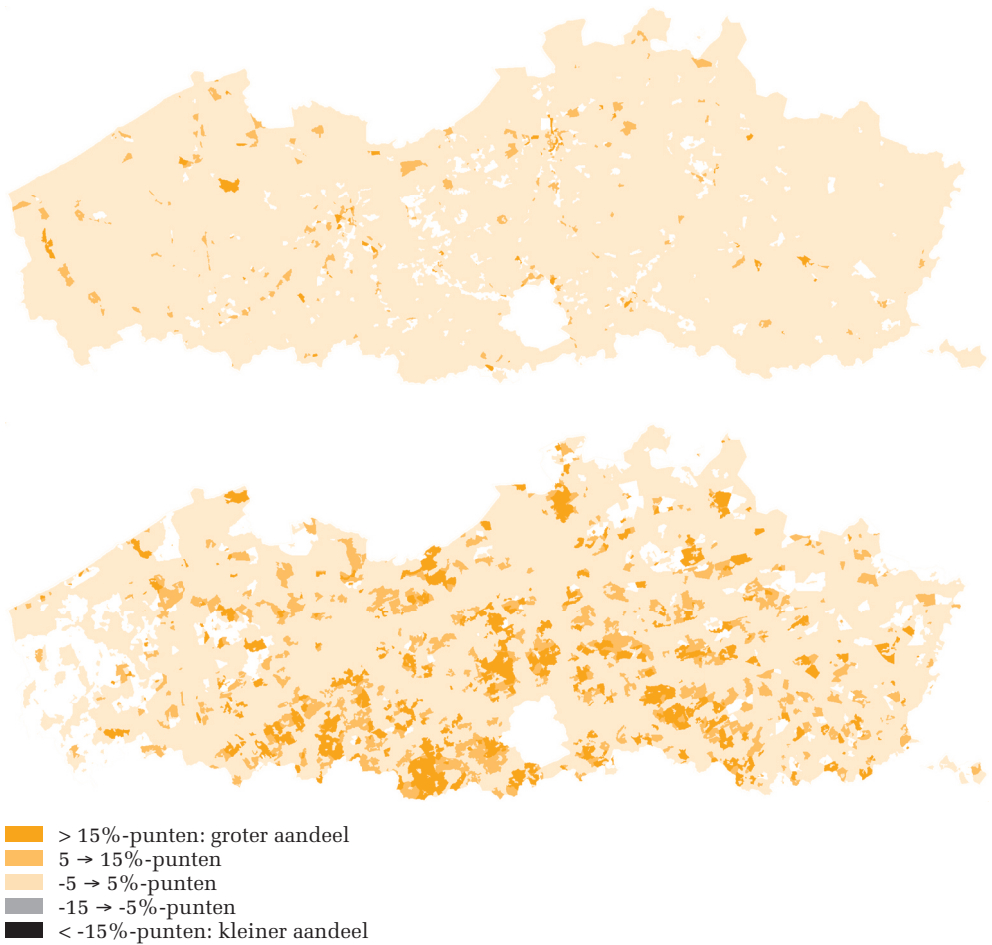 > 15%-punten: groter aandeel
5 → 15%-punten
-5 → 5%-punten
-15 → -5%-punten
< -15%-punten: kleiner aandeel